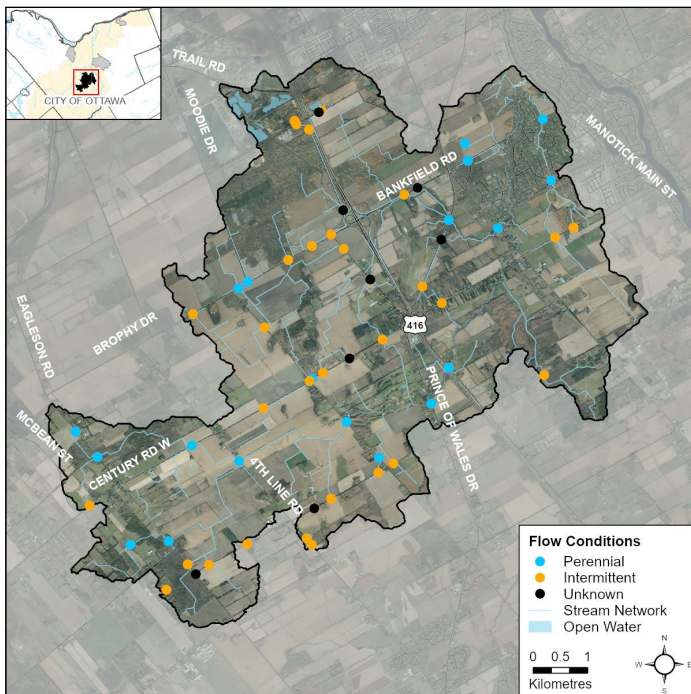 CITY OF OTTAWA
TRAIL RD
MOODIE DR
BANKFIELD RD
MANOTICK MAIN ST
EAGLESON RD
BROPHY DR
416
PRINCE OF WALES DR
MCBEAN ST
CENTURY RD W
4TH LINE RD
Flow Conditions
Perennial
Intermittent
Unknown
Stream Network
Open Water
0 0.5 1
Kilometres
N
W E
S